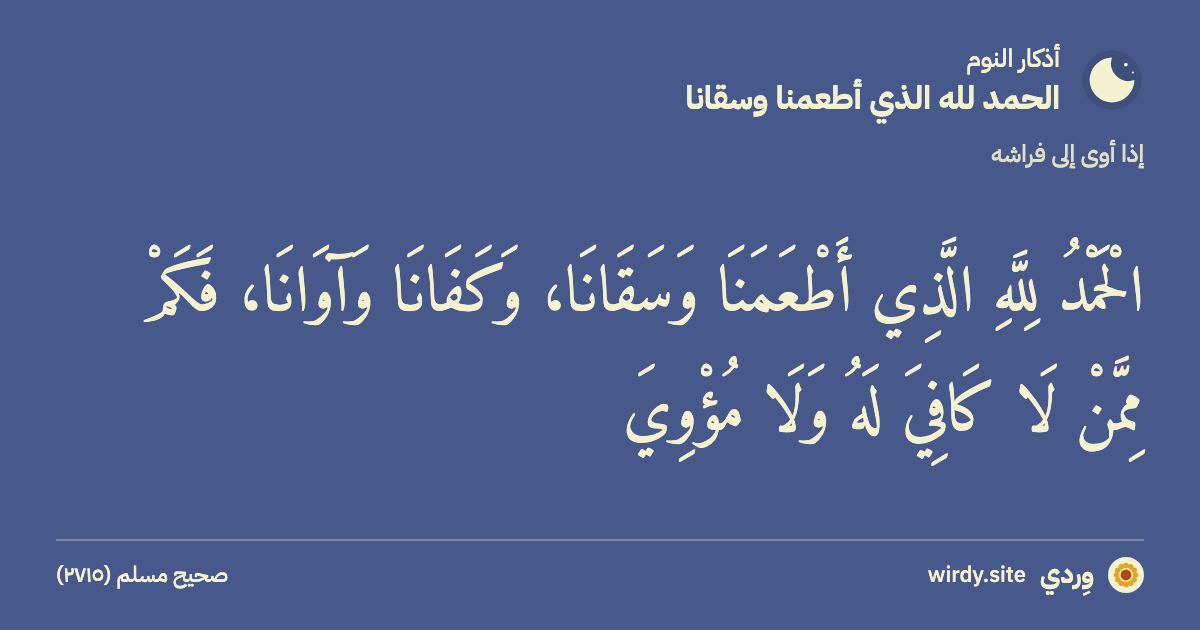 أذكار النوم
الحمد لله الذي أطعمنا وسقانا
إذا أوى إلى فراشه
الْحَمْدُ لِلَّهِ الَّذِي أَطْعَمَنَا وَسَقَانَا، وَكَفَانَا وَآوَانَا، فَكَمْ
مِمَّنْ لَا كَافِيَ لَهُ وَلَا مُؤْوِيَ
وِردي wirdy.site
صحيح مسلم (٢٧١٥)